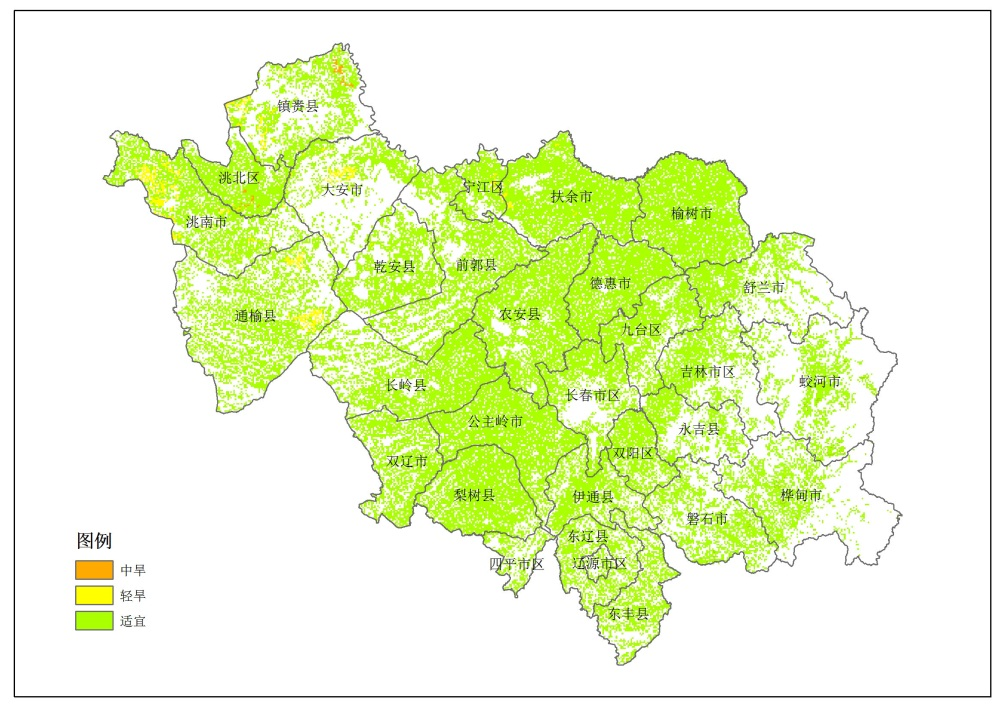 镇赉县
洮北区
大安市
宁江区
扶余市
榆树市
洮南市
乾安县
前郭县
德惠市
舒兰市
通榆县
农安县
九台区
长岭县
长春市区
吉林市区
蛟河市
公主岭市
永吉县
双辽市
双阳区
梨树县
伊通县
桦甸市
磐石市
东辽县
四平市区
辽源市区
东丰县
图例
中旱
轻旱
适宜